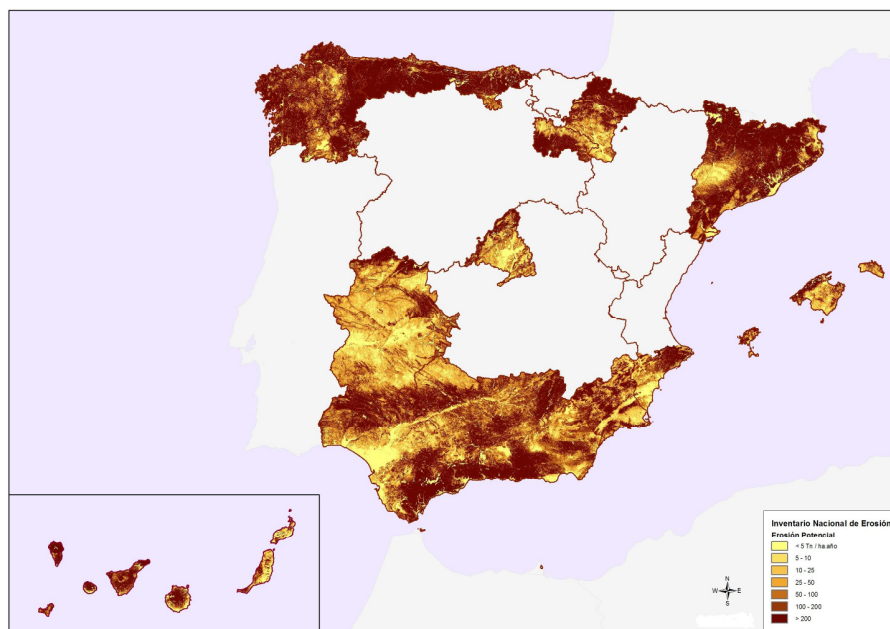 Inventario Nacional de Erosión
Erosión Potencial
< 5 Tn / ha.año
5 - 10
10 - 25
25 - 50
50 - 100
100 - 200
> 200
N
W E
S